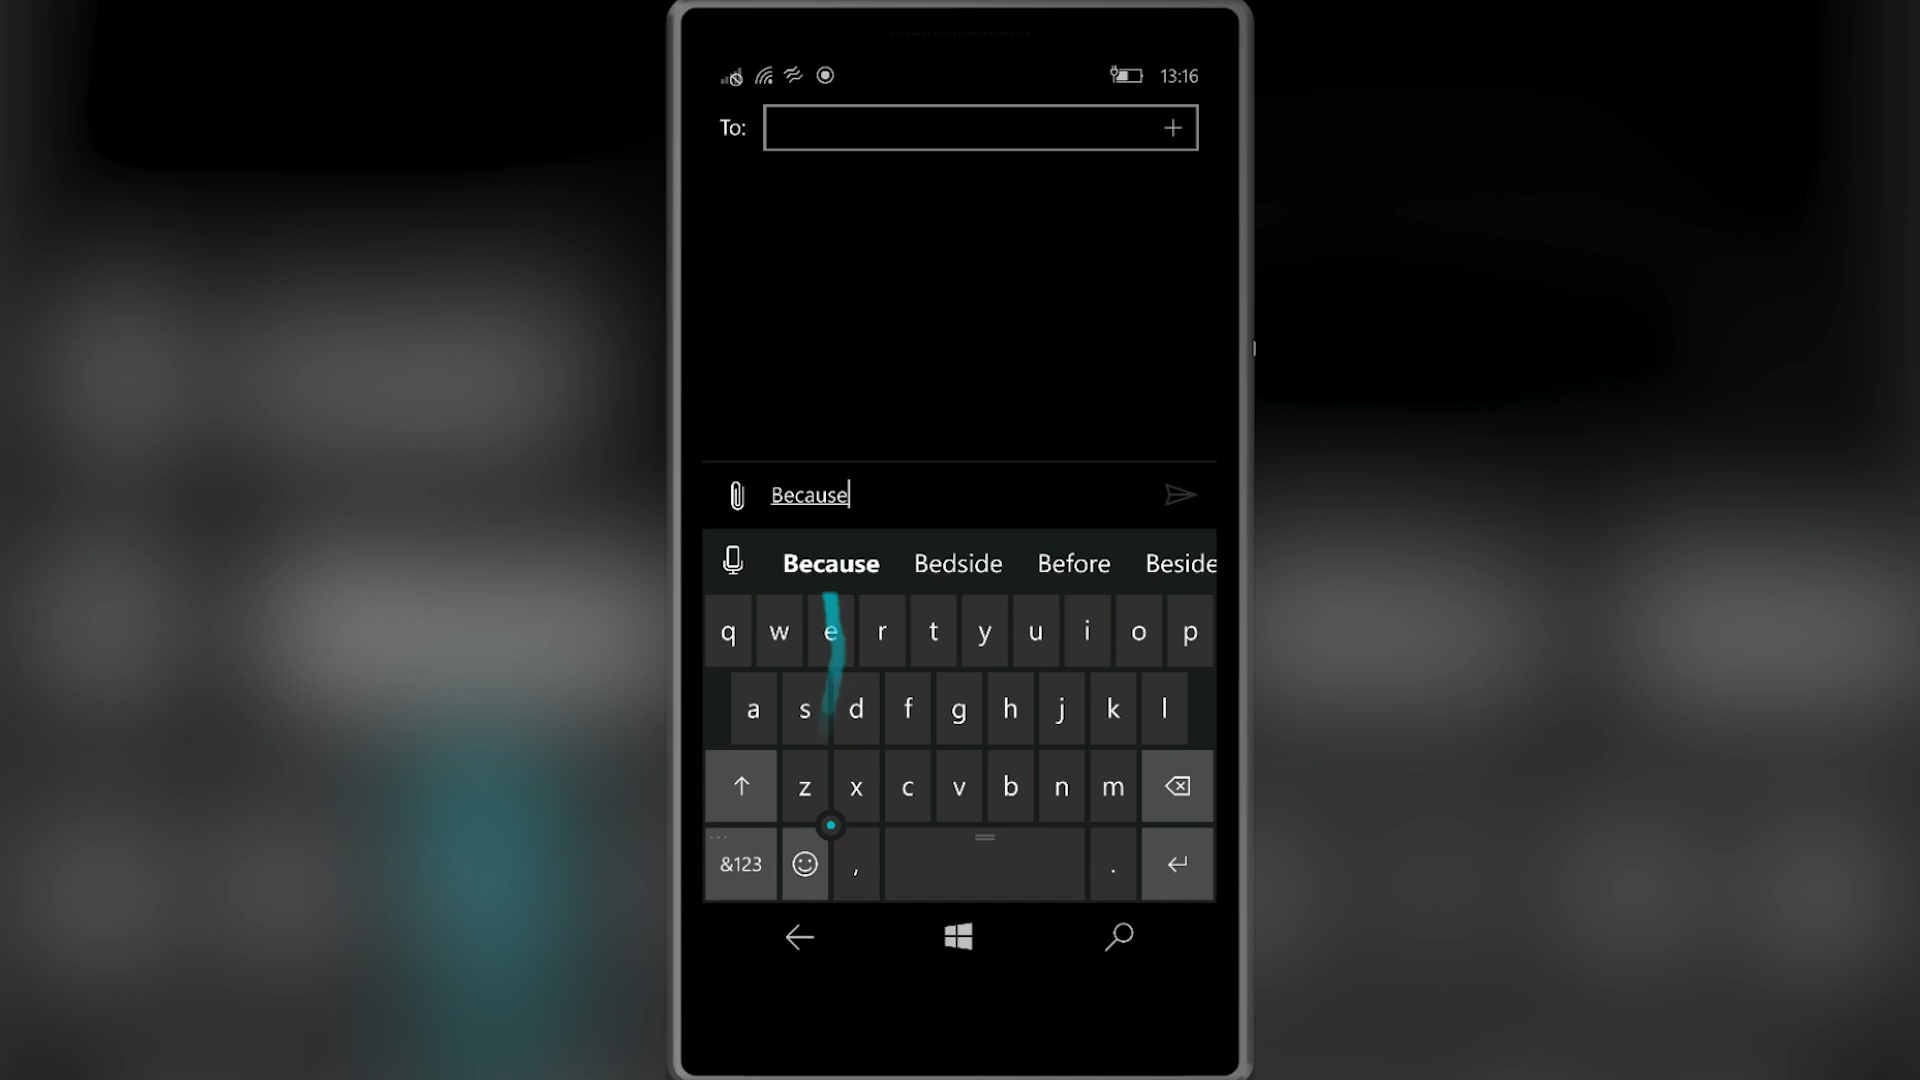 13:16
To:
Because
Because Bedside Before Beside
q w e r t y u i o p
a s d f g h j k l
z x c v b n m
&123 , .